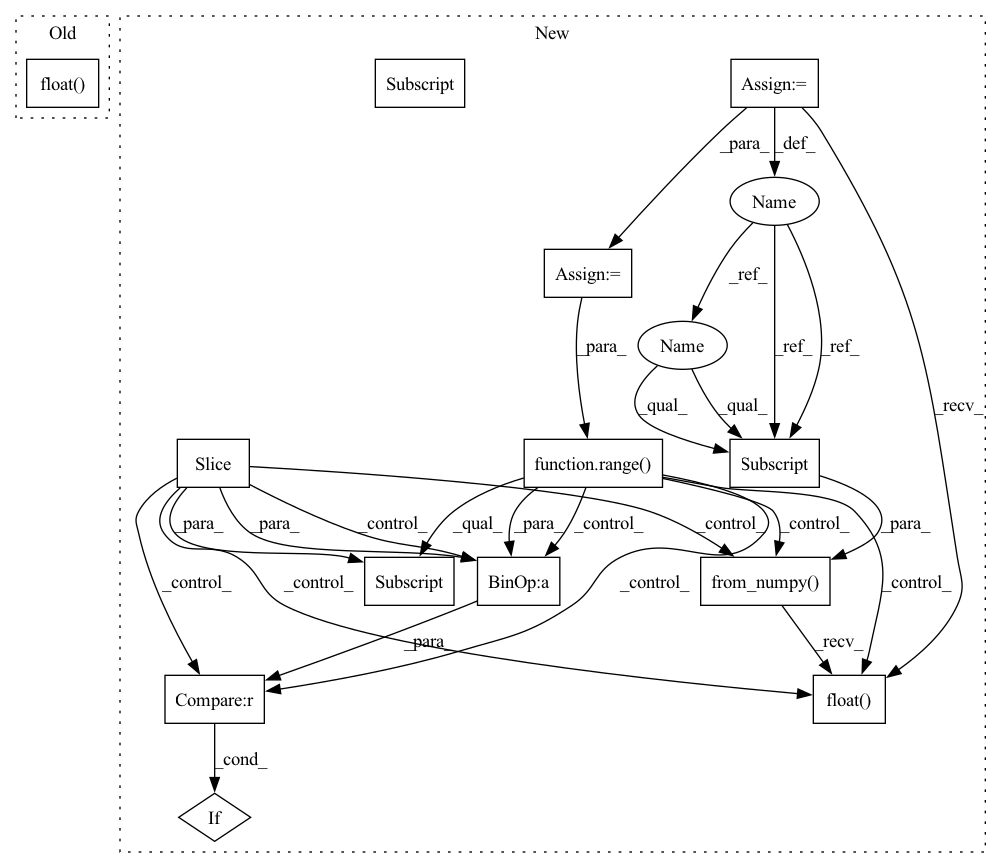 Old
New
float()
Subscript
Assign:=
_para_
_def_
Name
Assign:=
_ref_
Name
_para_
_ref_
_ref_
_qual_
_qual_
_recv_
Slice
function.range()
Subscript
_para_
_para_
_control_
_qual_
_para_
_control_
_control_
_control_
_para_
Subscript
BinOp:a
from_numpy()
_control_
_control_
_control_
_control_
_para_
_recv_
Compare:r
float()
_cond_
If